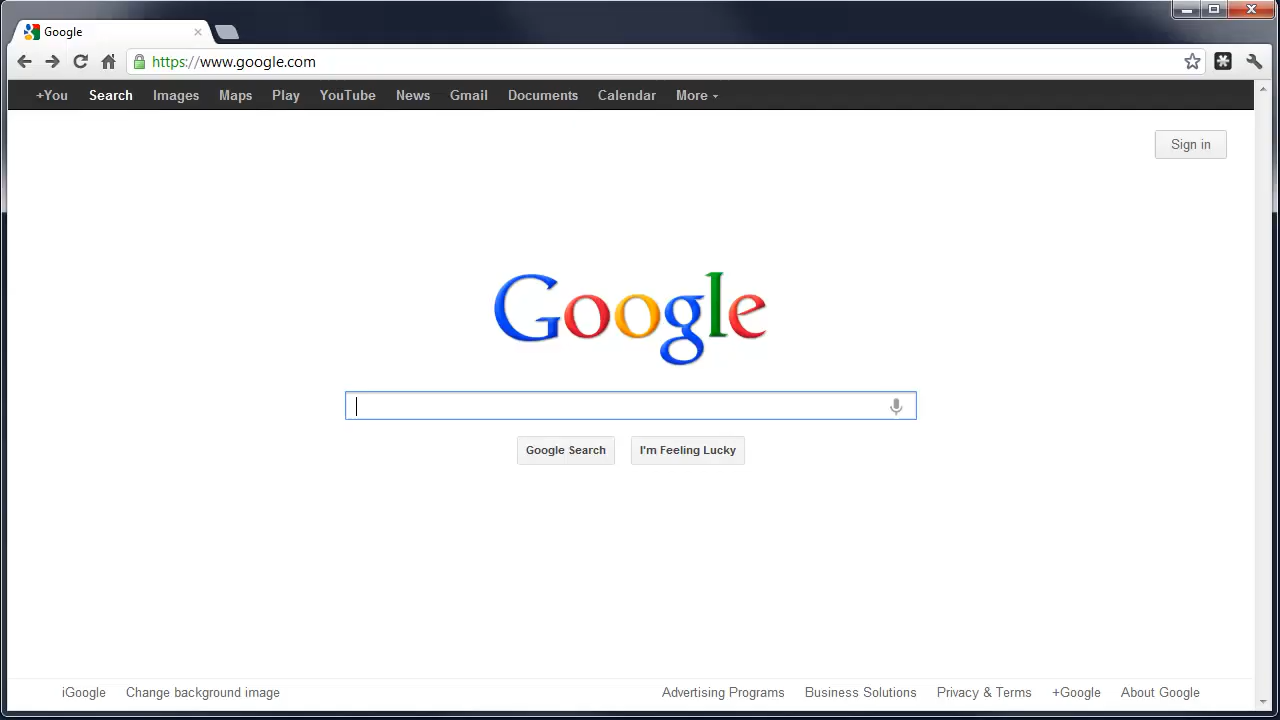 Google
https://www.google.com
+You Search Images Maps Play YouTube News Gmail Documents Calendar More
Sign in
Google
Google Search I'm Feeling Lucky
iGoogle Change background image Advertising Programs Business Solutions Privacy & Terms +Google About Google